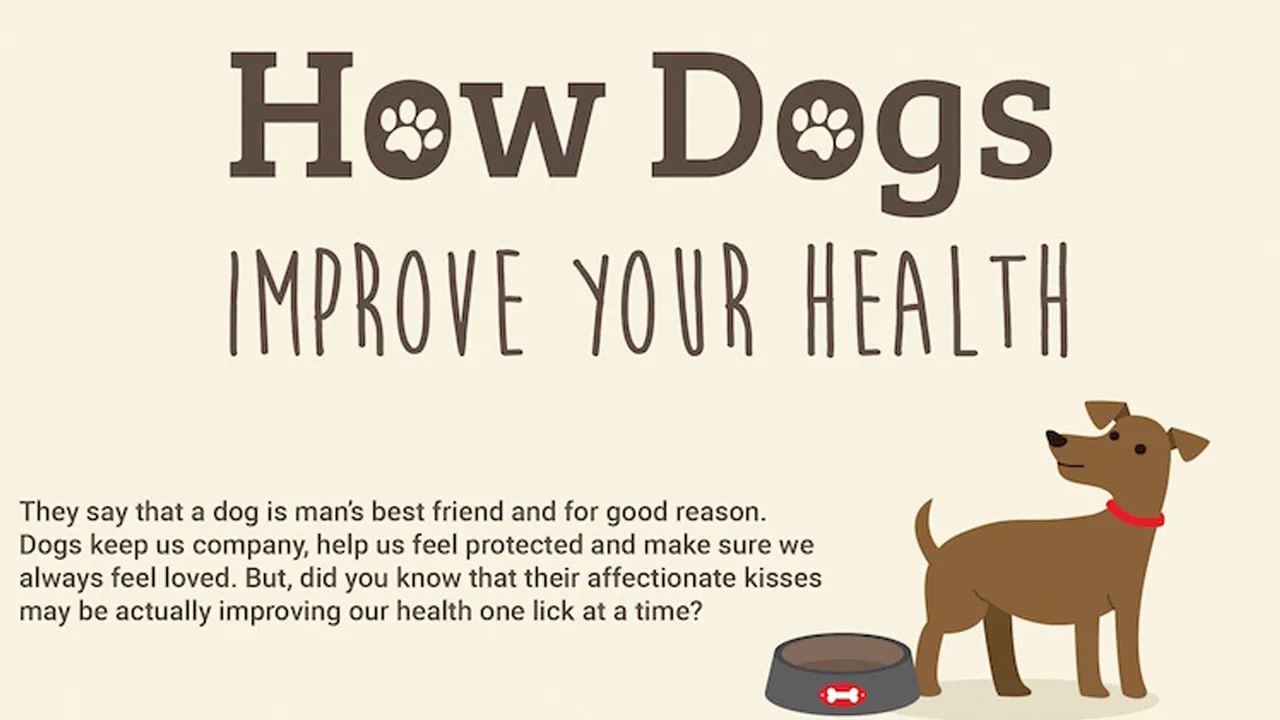 How Dogs
IMPROVE YOUR HEALTH
They say that a dog is man's best friend and for good reason.
Dogs keep us company, help us feel protected and make sure we
always feel loved. But, did you know that their affectionate kisses
may be actually improving our health one lick at a time?